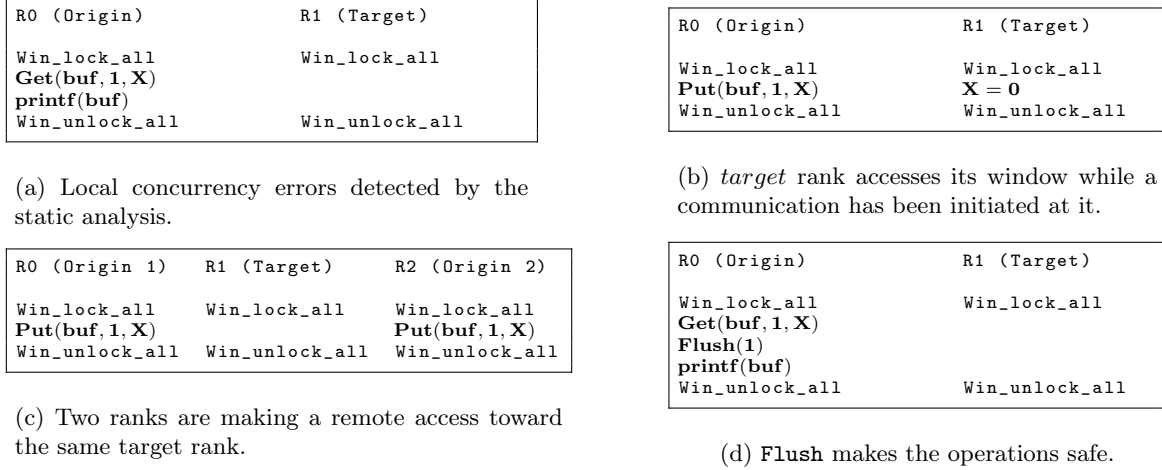 R0 (Origin) R1 (Target)
Win_lock_all Win_lock_all
Get(buf, 1, X)
printf(buf)
Win_unlock_all Win_unlock_all
(a) Local concurrency errors detected by the
static analysis.
R0 (Origin) R1 (Target)
Win_lock_all Win_lock_all
Put(buf, 1, X) X = 0
Win_unlock_all Win_unlock_all
(b) target rank accesses its window while a
communication has been initiated at it.
R0 (Origin 1) R1 (Target) R2 (Origin 2)
Win_lock_all Win_lock_all Win_lock_all
Put(buf, 1, X) Put(buf, 1, X)
Win_unlock_all Win_unlock_all Win_unlock_all
(c) Two ranks are making a remote access toward
the same target rank.
R0 (Origin) R1 (Target)
Win_lock_all Win_lock_all
Get(buf, 1, X)
Flush(1)
printf(buf)
Win_unlock_all Win_unlock_all
(d) Flush makes the operations safe.